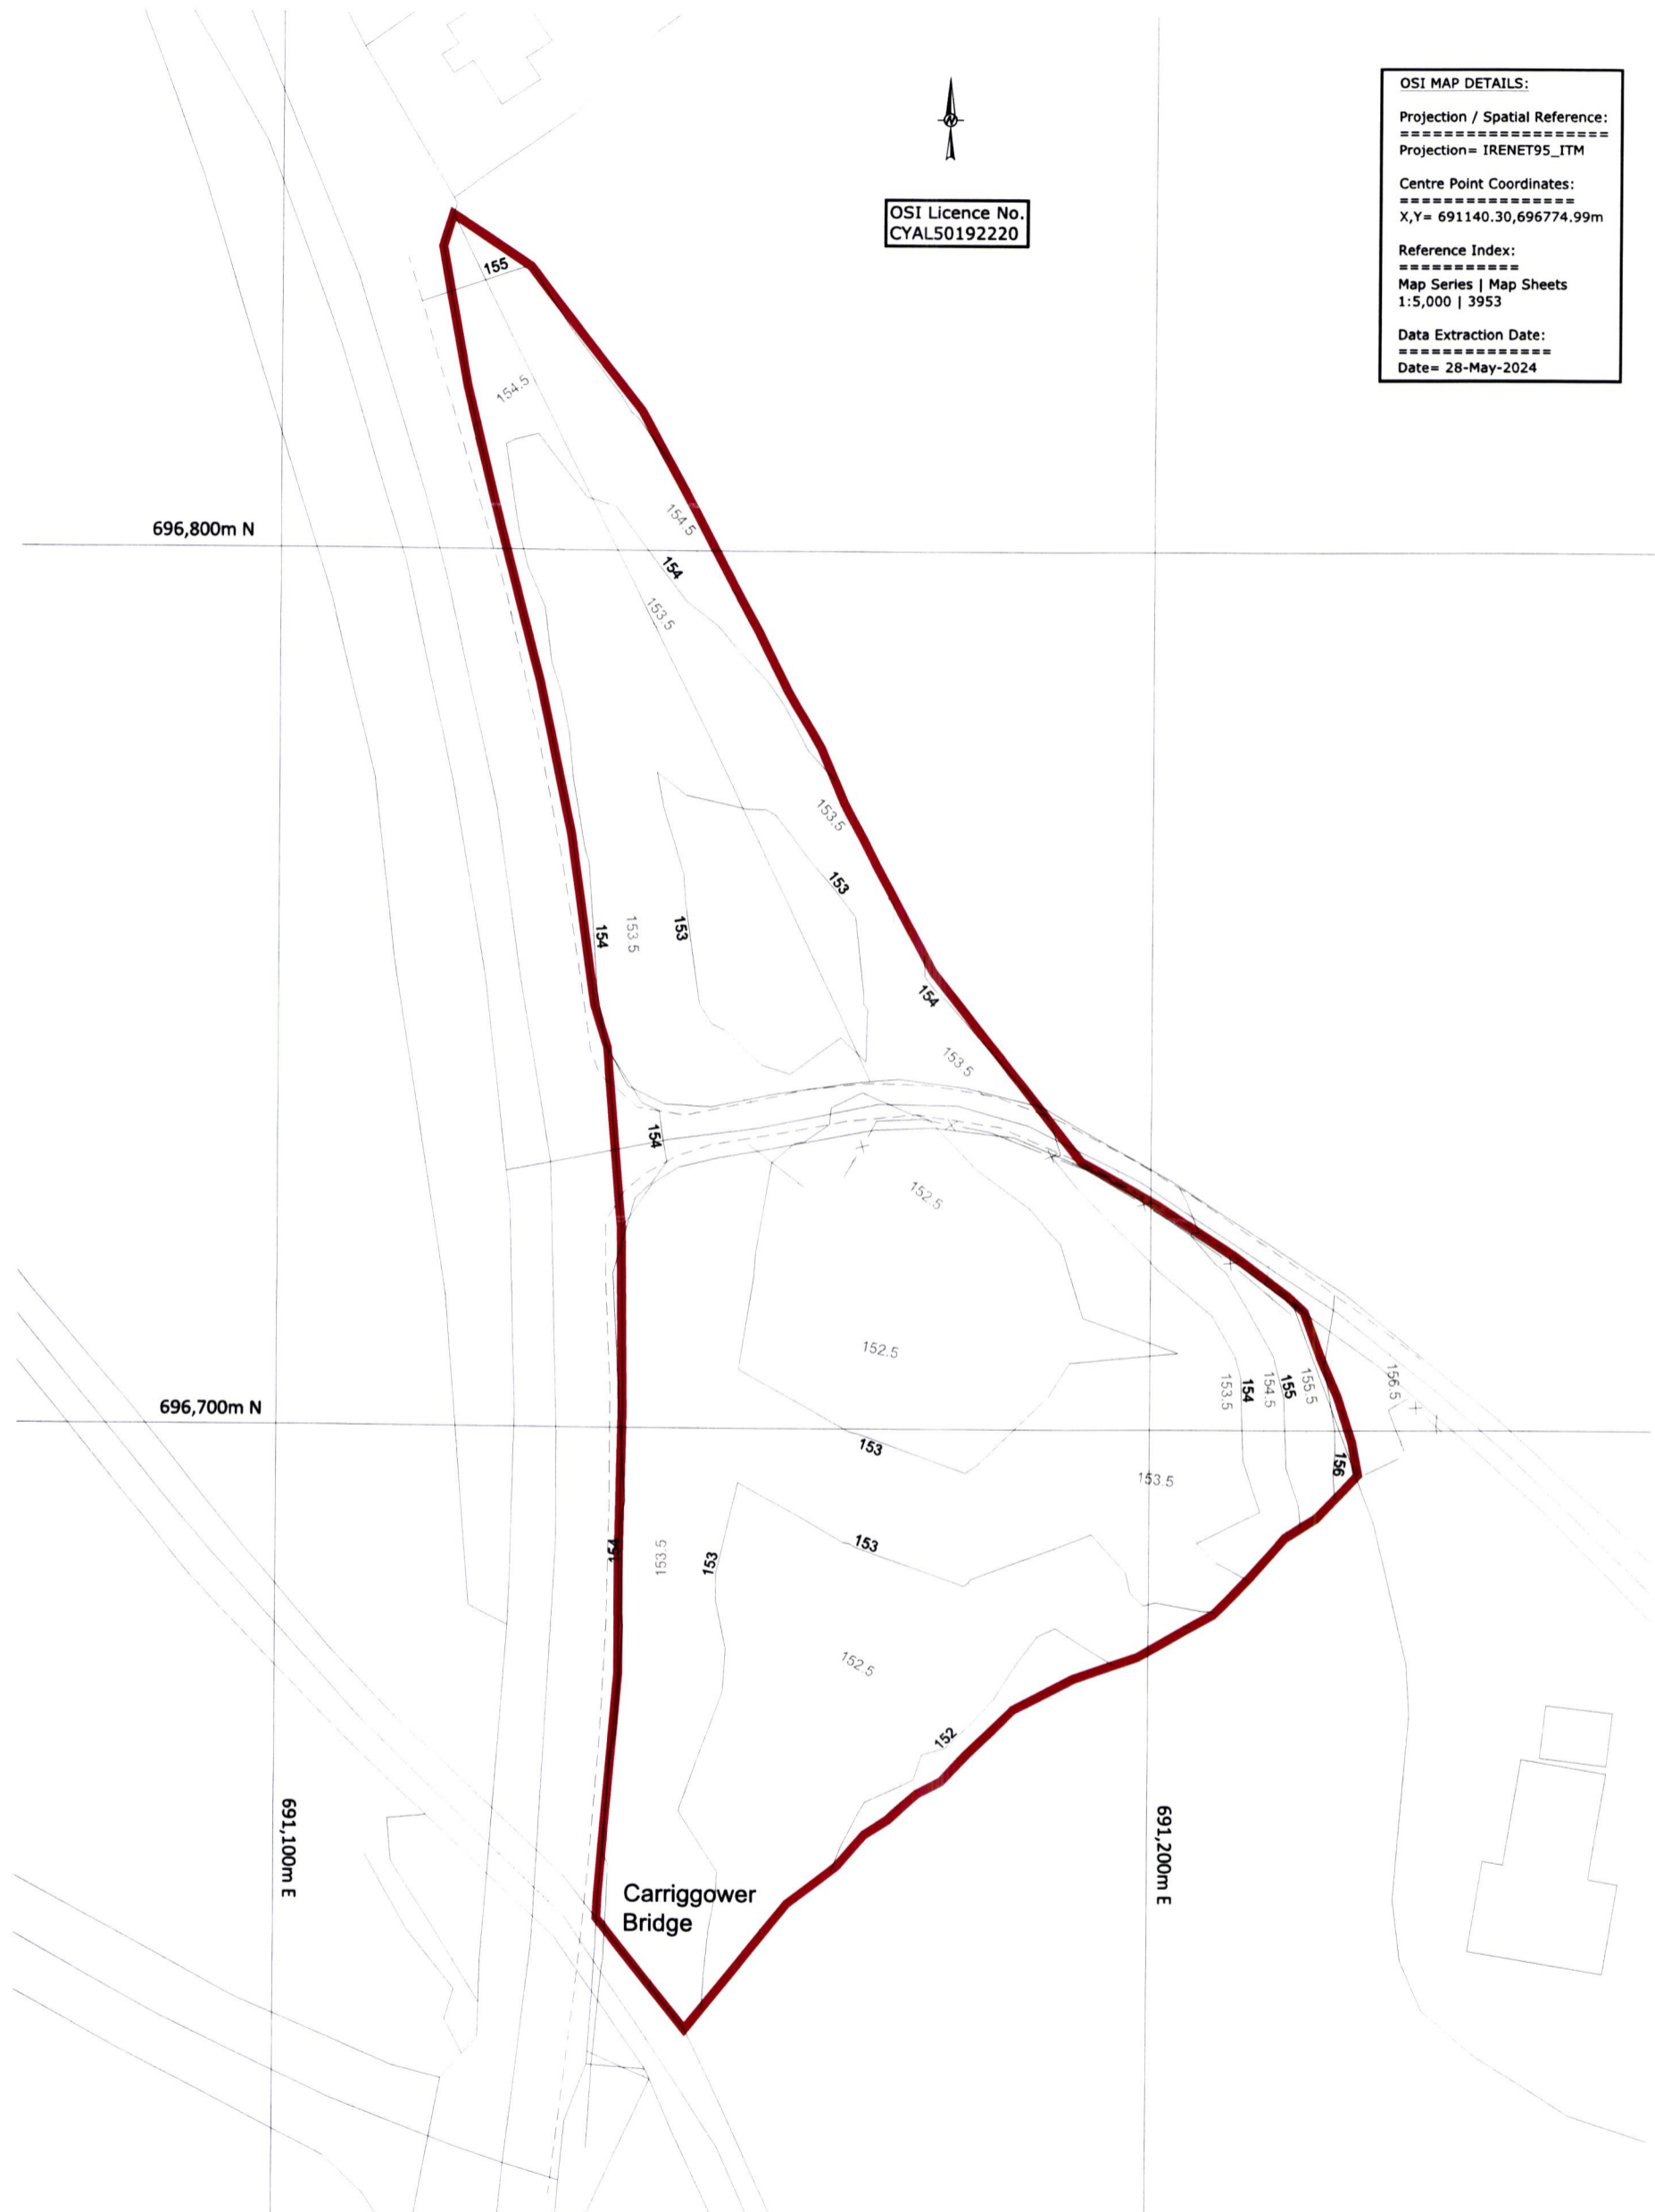 OSI MAP DETAILS:
Projection / Spatial Reference:
===================
Projection= IRENET95_ITM
Centre Point Coordinates:
================
X,Y= 691140.30,696774.99m
Reference Index:
===========
Map Series | Map Sheets
1:5,000 | 3953
Data Extraction Date:
==============
Date= 28-May-2024
N
OSI Licence No.
CYAL50192220
155
154.5
154.5
696,800m N
154
153.5
153.5
153
154
153.5
153
154
153.5
154
152.5
152.5
153.5
154
154.5
155
155.5
156.5
696,700m N
153
156
153.5
154
153.5
153
153
152.5
152
691,100m E
691,200m E
Carriggower
Bridge